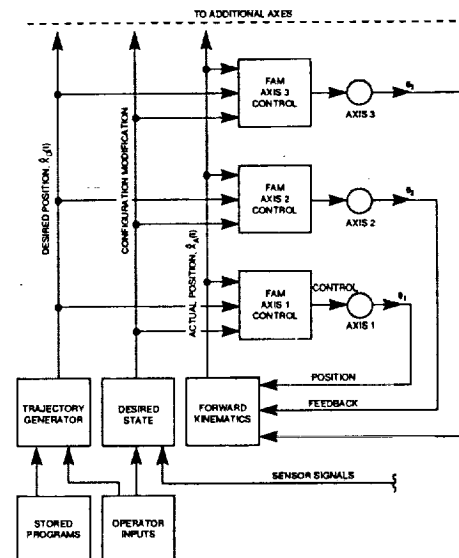 TO ADDITIONAL AXES
DESIRED POSITION, X̂_D(t)
CONFIGURATION MODIFICATION
ACTUAL POSITION, X̂_A(t)
FAM
AXIS 3
CONTROL
AXIS 3
θ₃
FAM
AXIS 2
CONTROL
AXIS 2
θ₂
FAM
AXIS 1
CONTROL
CONTROL
AXIS 1
θ₁
POSITION
FEEDBACK
TRAJECTORY
GENERATOR
DESIRED
STATE
FORWARD
KINEMATICS
SENSOR SIGNALS
STORED
PROGRAMS
OPERATOR
INPUTS